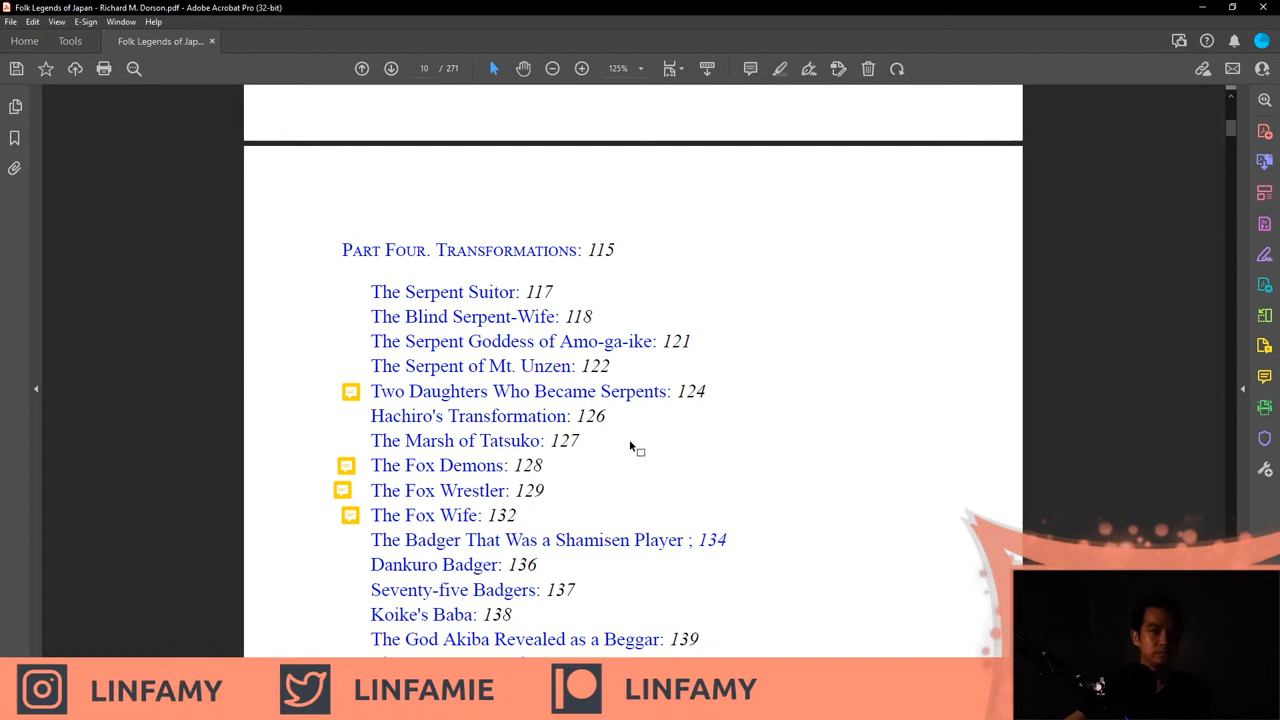 Folk Legends of Japan - Richard M. Dorson.pdf - Adobe Acrobat Pro (32-bit)
File Edit View E-Sign Window Help
Home Tools Folk Legends of Jap... ×
10 / 271 125%
PART FOUR. TRANSFORMATIONS: 115
The Serpent Suitor: 117
The Blind Serpent-Wife: 118
The Serpent Goddess of Amo-ga-ike: 121
The Serpent of Mt. Unzen: 122
Two Daughters Who Became Serpents: 124
Hachiro's Transformation: 126
The Marsh of Tatsuko: 127
The Fox Demons: 128
The Fox Wrestler: 129
The Fox Wife: 132
The Badger That Was a Shamisen Player ; 134
Dankuro Badger: 136
Seventy-five Badgers: 137
Koike's Baba: 138
The God Akiba Revealed as a Beggar: 139
LINFAMY LINFAMIE LINFAMY